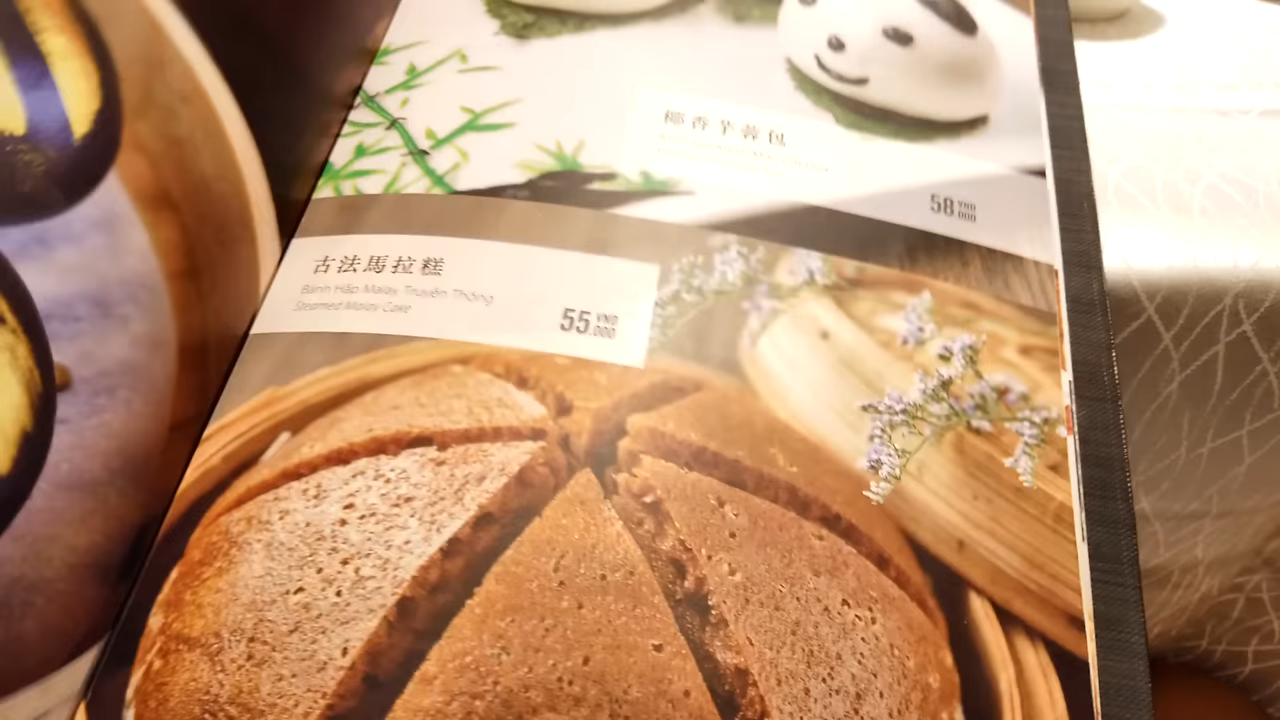 椰香芋蓉包
58 VND
000
古法馬拉糕
Bánh Hấp Malay Truyền Thống
Steamed Malay Cake
55 VND
.000